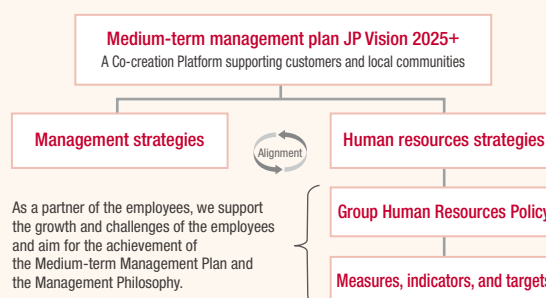 Medium-term management plan JP Vision 2025+
A Co-creation Platform supporting customers and local communities
Management strategies
Alignment
Human resources strategies
As a partner of the employees, we support
the growth and challenges of the employees
and aim for the achievement of
the Medium-term Management Plan and
the Management Philosophy.
Group Human Resources Policy
Measures, indicators, and targets